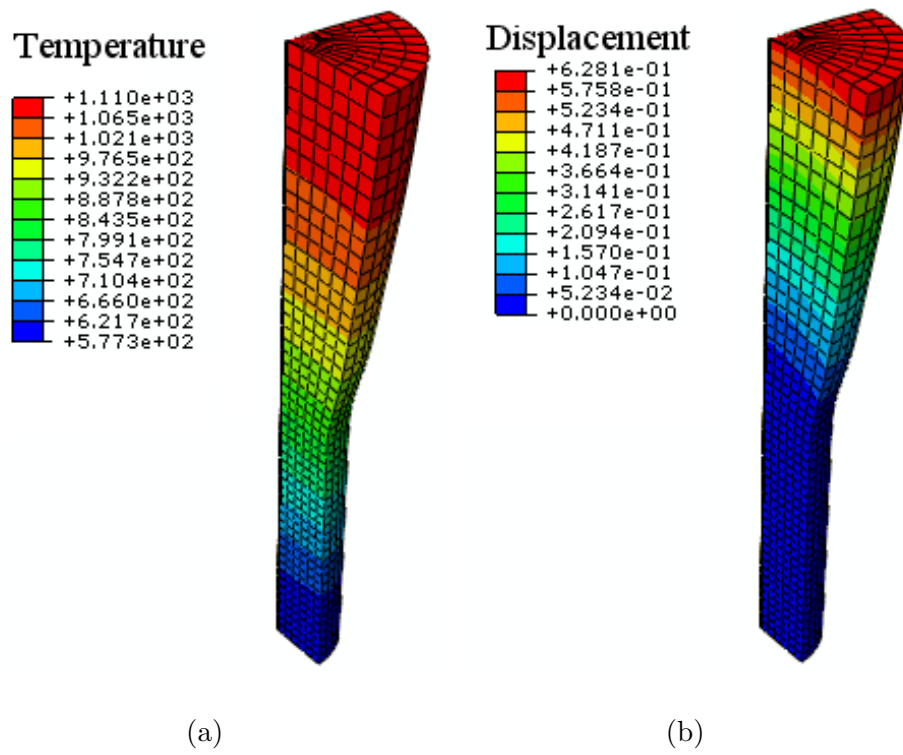 Temperature
+1.110e+03
+1.065e+03
+1.021e+03
+9.765e+02
+9.322e+02
+8.878e+02
+8.435e+02
+7.991e+02
+7.547e+02
+7.104e+02
+6.660e+02
+6.217e+02
+5.773e+02
Displacement
+6.281e-01
+5.758e-01
+5.234e-01
+4.711e-01
+4.187e-01
+3.664e-01
+3.141e-01
+2.617e-01
+2.094e-01
+1.570e-01
+1.047e-01
+5.234e-02
+0.000e+00
(a)
(b)